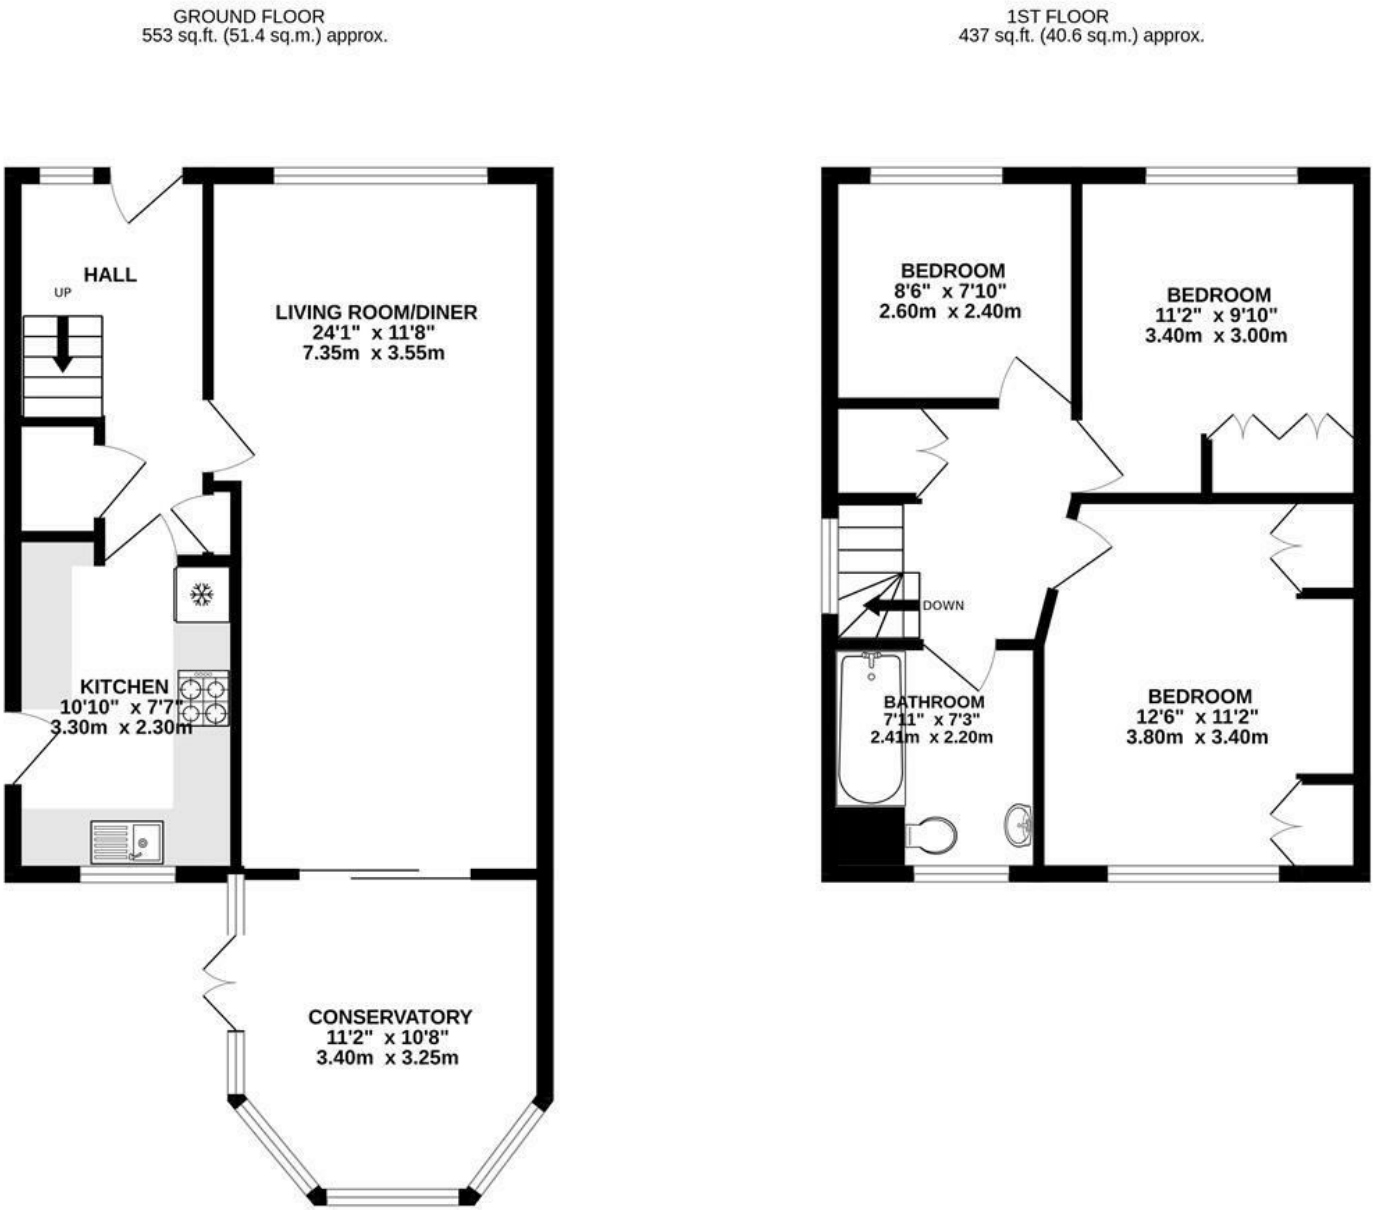 GROUND FLOOR
553 sq.ft. (51.4 sq.m.) approx.
HALL
UP
LIVING ROOM/DINER
24'1" x 11'8"
7.35m x 3.55m
KITCHEN
10'10" x 7'7"
3.30m x 2.30m
CONSERVATORY
11'2" x 10'8"
3.40m x 3.25m
1ST FLOOR
437 sq.ft. (40.6 sq.m.) approx.
BEDROOM
8'6" x 7'10"
2.60m x 2.40m
BEDROOM
11'2" x 9'10"
3.40m x 3.00m
DOWN
BATHROOM
7'11" x 7'3"
2.41m x 2.20m
BEDROOM
12'6" x 11'2"
3.80m x 3.40m